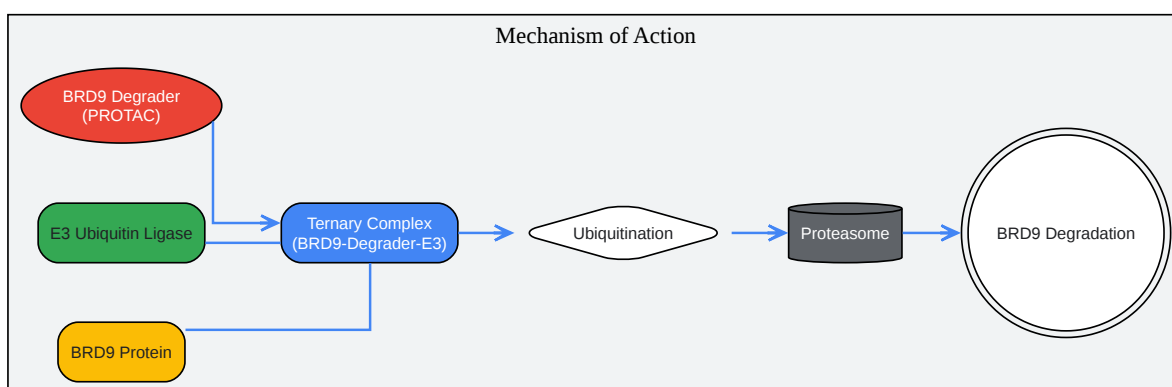 Mechanism of Action
BRD9 Degrader
(PROTAC)
E3 Ubiquitin Ligase
Ternary Complex
(BRD9-Degrader-E3)
Ubiquitination
Proteasome
BRD9 Degradation
BRD9 Protein